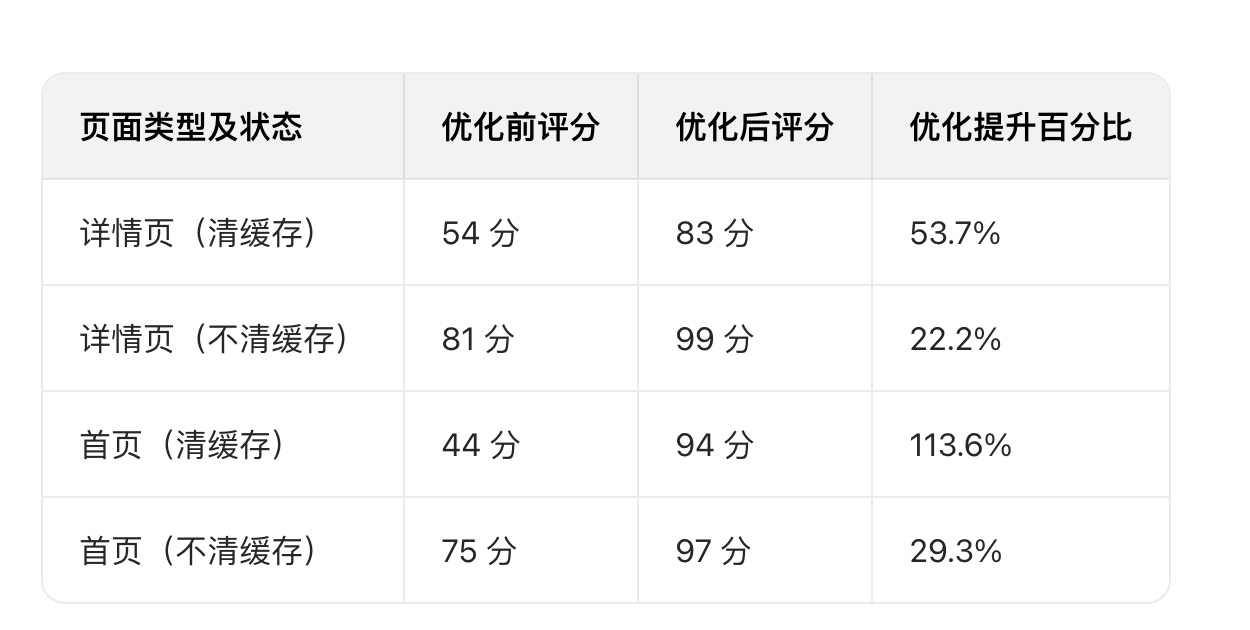 页面类型及状态 优化前评分 优化后评分 优化提升百分比
详情页（清缓存） 54 分 83 分 53.7%
详情页（不清缓存） 81 分 99 分 22.2%
首页（清缓存） 44 分 94 分 113.6%
首页（不清缓存） 75 分 97 分 29.3%